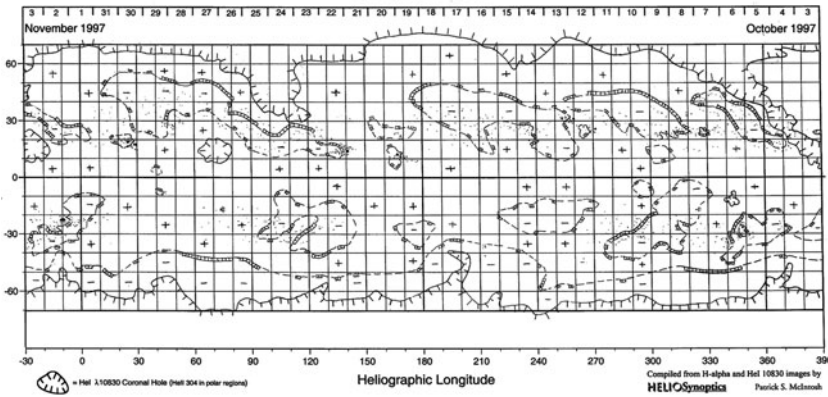 3 2 1 31 30 29 28 27 26 25 24 23 22 21 20 19 18 17 16 15 14 13 12 11 10 9 8 7 6 5 4 3
November 1997 October 1997
60
30
0
-30
-60
-30 0 30 60 90 120 150 180 210 240 270 300 330 360 390
= HeI λ10830 Coronal Hole (HeII 304 in polar regions)
Heliographic Longitude
Compiled from H-alpha and HeI 10830 images by
HELIOSynoptics Patrick S. McIntosh